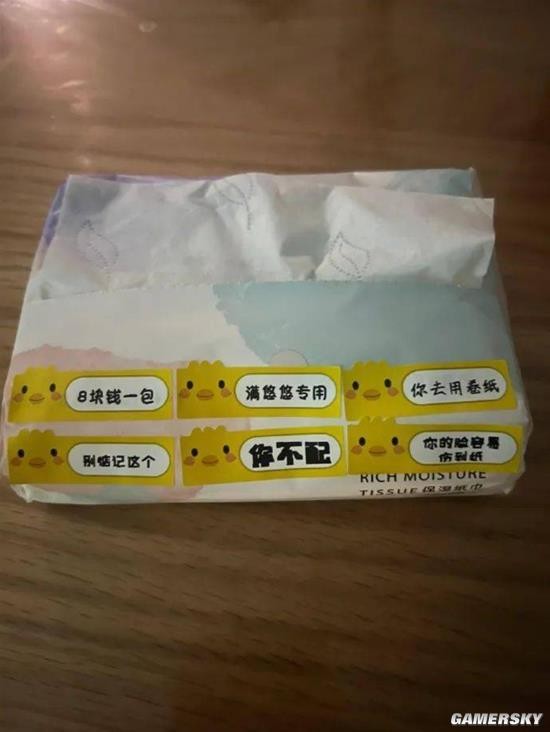 8块钱一包
满悠悠专用
你去用卷纸
别惦记这个
你不配
你的脸容易
伤到纸
RICH MOISTURE
TISSUE 保湿纸巾
GAMERSKY